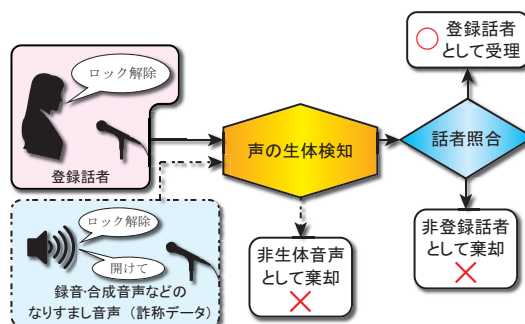 ロック解除
登録話者
ロック解除
開けて
録音・合成音声などの
なりすまし音声（詐称データ）
声の生体検知
非生体音声
として棄却
話者照合
登録話者
として受理
非登録話者
として棄却